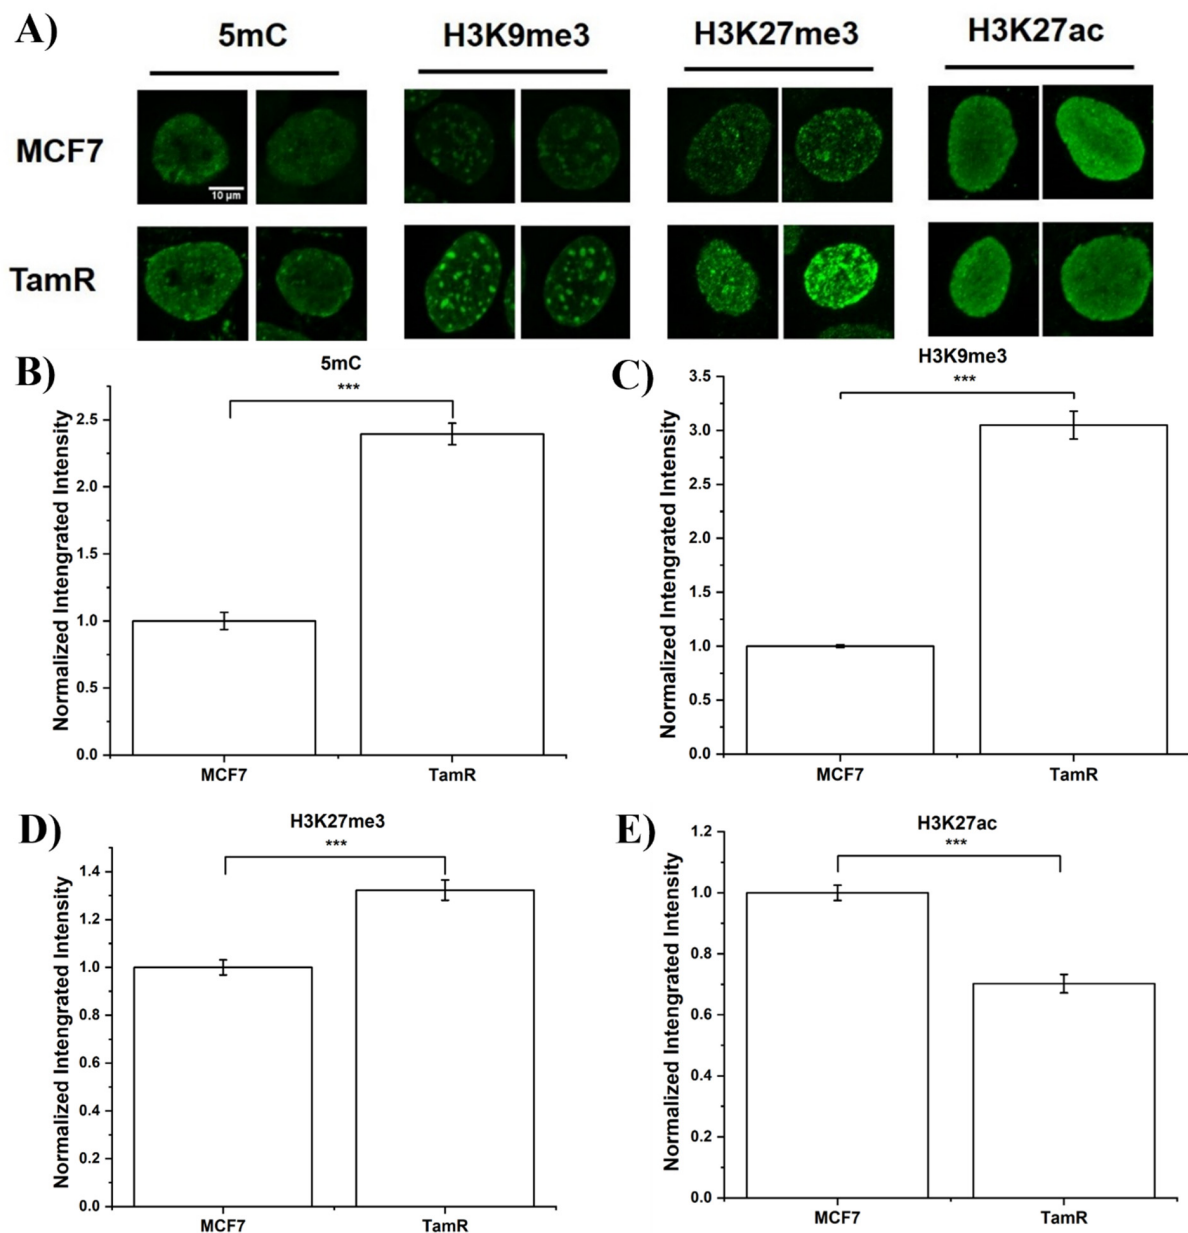 A)
5mC
H3K9me3
H3K27me3
H3K27ac
MCF7
10 µm
TamR
B)
5mC
***
Normalized Intengrated Intensity
2.5
2.0
1.5
1.0
0.5
0.0
MCF7
TamR
C)
H3K9me3
***
Normalized Intengrated Intensity
3.5
3.0
2.5
2.0
1.5
1.0
0.5
0.0
MCF7
TamR
D)
H3K27me3
***
Normalized Intengrated Intensity
1.4
1.2
1.0
0.8
0.6
0.4
0.2
0.0
MCF7
TamR
E)
H3K27ac
***
Normalized Intengrated Intensity
1.2
1.0
0.8
0.6
0.4
0.2
0.0
MCF7
TamR